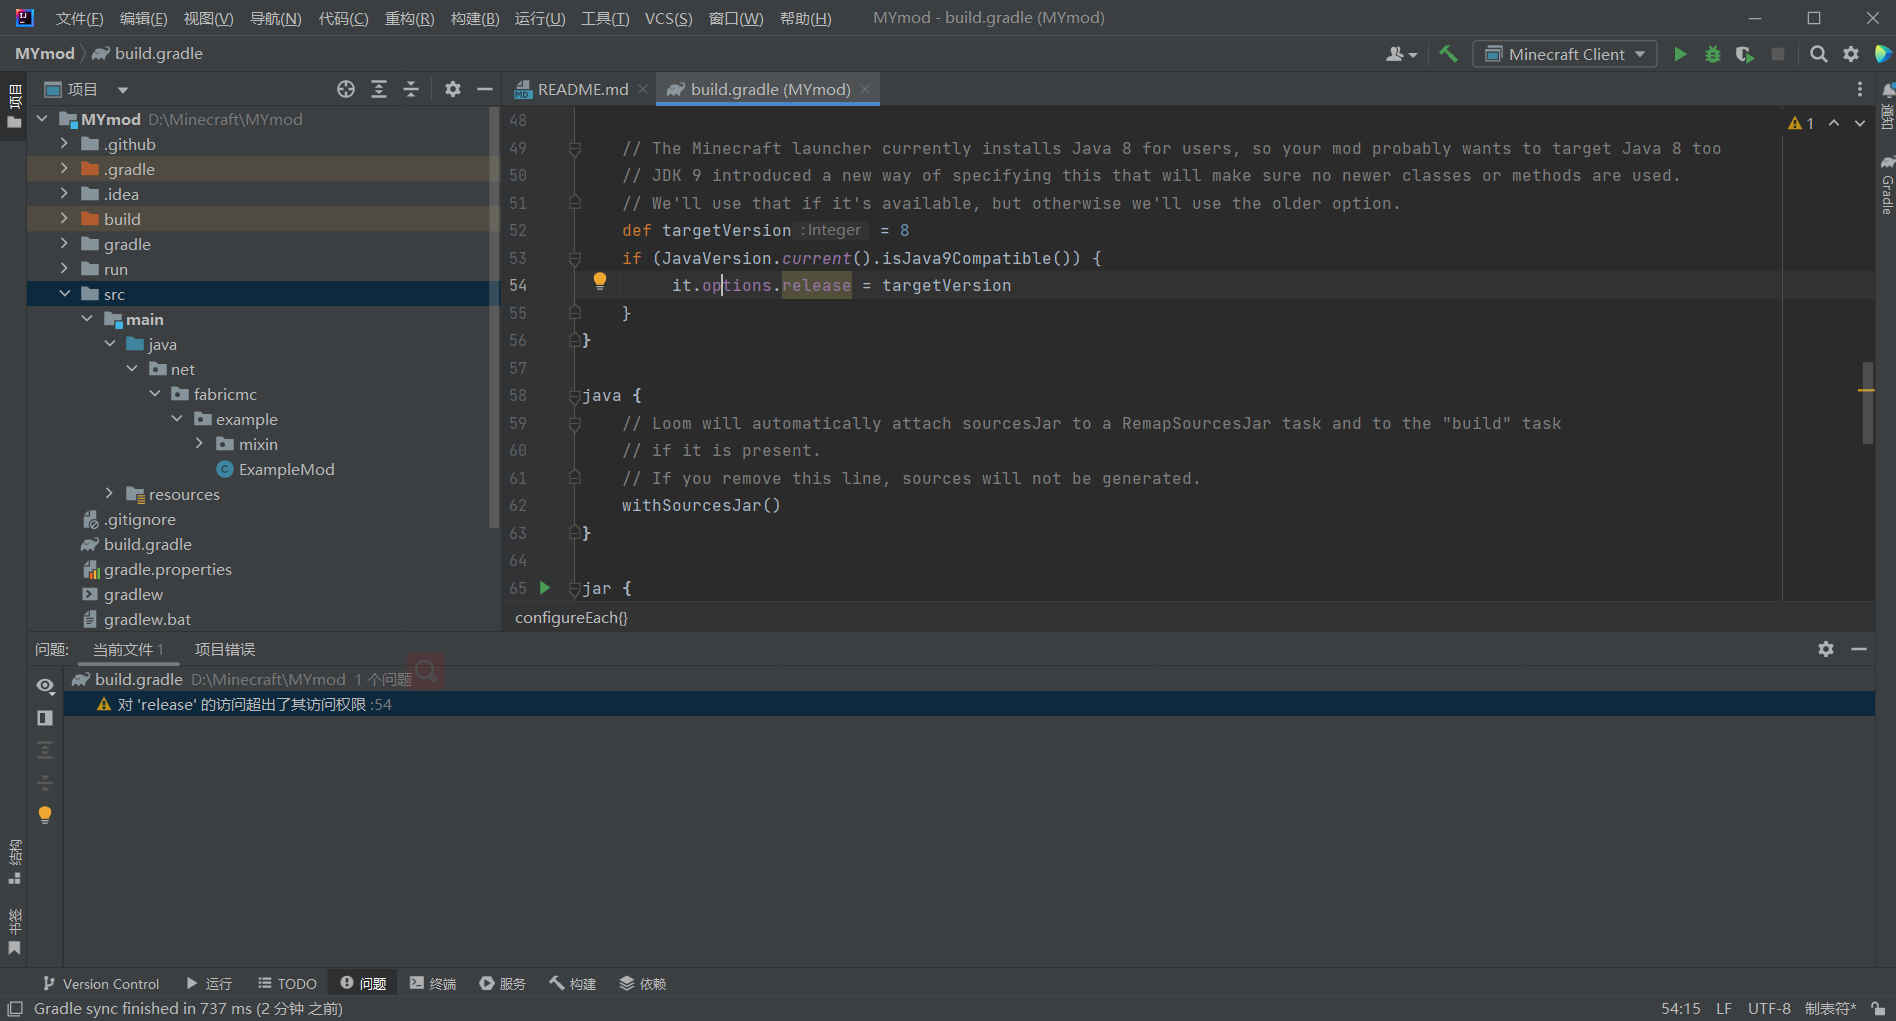 文件(F) 编辑(E) 视图(V) 导航(N) 代码(C) 重构(R) 构建(B) 运行(U) 工具(T) VCS(S) 窗口(W) 帮助(H) MYmod - build.gradle (MYmod)
MYmod build.gradle Minecraft Client
项目
项目
README.md build.gradle (MYmod)
MYmod D:\Minecraft\MYmod
.github
.gradle
.idea
build
gradle
run
src
main
java
net
fabricmc
example
mixin
ExampleMod
resources
.gitignore
build.gradle
gradle.properties
gradlew
gradlew.bat
1
48
49 // The Minecraft launcher currently installs Java 8 for users, so your mod probably wants to target Java 8 too
50 // JDK 9 introduced a new way of specifying this that will make sure no newer classes or methods are used.
51 // We'll use that if it's available, but otherwise we'll use the older option.
52 def targetVersion :Integer = 8
53 if (JavaVersion.current().isJava9Compatible()) {
54 it.options.release = targetVersion
55 }
56 }
57
58 java {
59 // Loom will automatically attach sourcesJar to a RemapSourcesJar task and to the "build" task
60 // if it is present.
61 // If you remove this line, sources will not be generated.
62 withSourcesJar()
63 }
64
65 jar {
configureEach{}
通知
Gradle
问题: 当前文件 1 项目错误
build.gradle D:\Minecraft\MYmod 1 个问题
对 'release' 的访问超出了其访问权限 :54
结构
书签
Version Control 运行 TODO 问题 终端 服务 构建 依赖
Gradle sync finished in 737 ms (2 分钟 之前) 54:15 LF UTF-8 制表符*